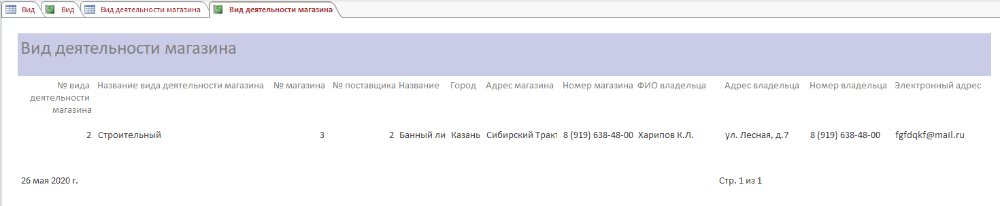 Вид Вид Вид деятельности магазина Вид деятельности магазина
Вид деятельности магазина
№ вида Название вида деятельности магазина № магазина № поставщика Название Город Адрес магазина Номер магазина ФИО владельца Адрес владельца Номер владельца Электронный адрес
деятельности
магазина
2 Строительный 3 2 Банный ли Казань Сибирский Тракт 8 (919) 638-48-00 Харипов К.Л. ул. Лесная, д.7 8 (919) 638-48-00 fgfdqkf@mail.ru
26 мая 2020 г. Стр. 1 из 1